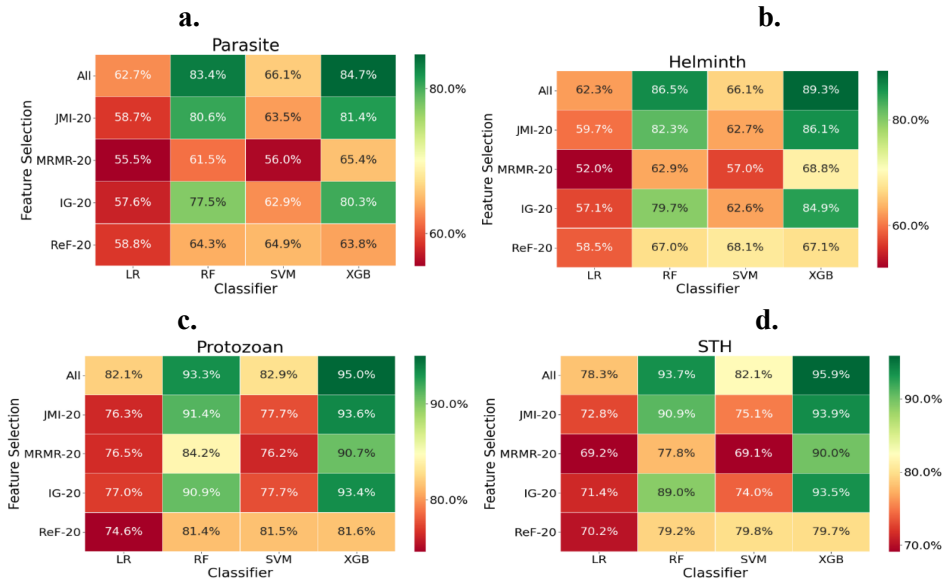 a.
Parasite
Feature Selection
All 62.7% 83.4% 66.1% 84.7%
JMI-20 58.7% 80.6% 63.5% 81.4%
MRMR-20 55.5% 61.5% 56.0% 65.4%
IG-20 57.6% 77.5% 62.9% 80.3%
ReF-20 58.8% 64.3% 64.9% 63.8%
LR RF SVM XGB
Classifier
80.0%
60.0%
b.
Helminth
Feature Selection
All 62.3% 86.5% 66.1% 89.3%
JMI-20 59.7% 82.3% 62.7% 86.1%
MRMR-20 52.0% 62.9% 57.0% 68.8%
IG-20 57.1% 79.7% 62.6% 84.9%
ReF-20 58.5% 67.0% 68.1% 67.1%
LR RF SVM XGB
Classifier
80.0%
60.0%
c.
Protozoan
Feature Selection
All 82.1% 93.3% 82.9% 95.0%
JMI-20 76.3% 91.4% 77.7% 93.6%
MRMR-20 76.5% 84.2% 76.2% 90.7%
IG-20 77.0% 90.9% 77.7% 93.4%
ReF-20 74.6% 81.4% 81.5% 81.6%
LR RF SVM XGB
Classifier
90.0%
80.0%
d.
STH
Feature Selection
All 78.3% 93.7% 82.1% 95.9%
JMI-20 72.8% 90.9% 75.1% 93.9%
MRMR-20 69.2% 77.8% 69.1% 90.0%
IG-20 71.4% 89.0% 74.0% 93.5%
ReF-20 70.2% 79.2% 79.8% 79.7%
LR RF SVM XGB
Classifier
90.0%
80.0%
70.0%